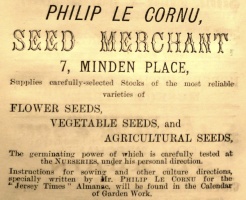 PHILIP LE CORNU,
SEED MERCHANT
7, MINDEN PLACE,
Supplies carefully-selected Stocks of the most reliable
varieties of
FLOWER SEEDS,
VEGETABLE SEEDS, and
AGRICULTURAL SEEDS,
The germinating power of which is carefully tested at
the NURSERIES, under his personal direction.
Instructions for sowing and other culture directions,
specially written by Mr. PHILIP LE CORNU for the
"Jersey Times" Almanac, will be found in the Calendar
of Garden Work.